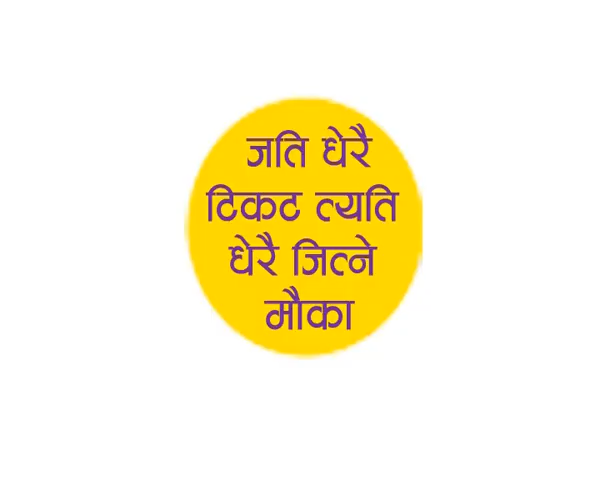 जति धेरै
टिकट त्यति
धेरै जित्ने
मौका